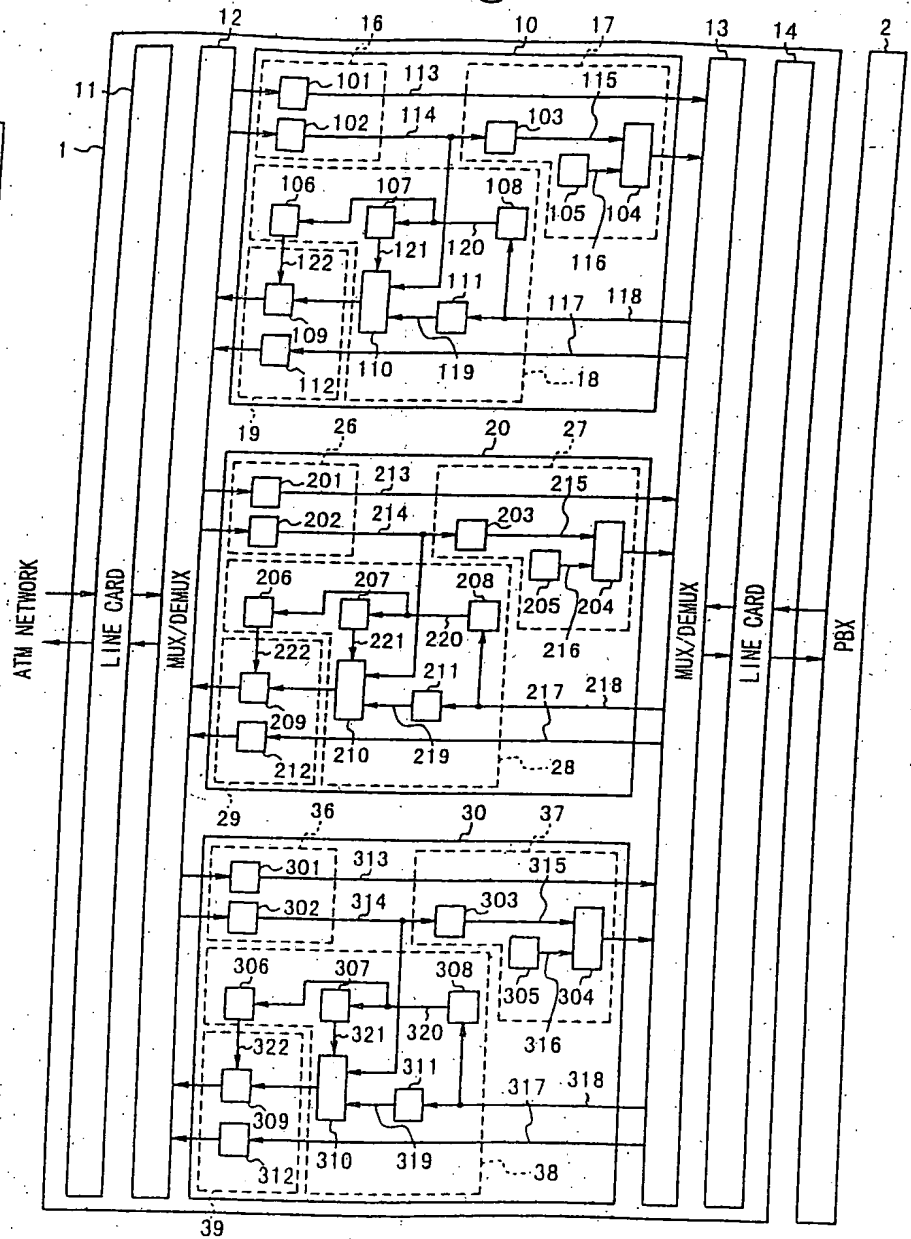 12 16 10 17 13 14 2
11 101 113 115
1 102 114 103
106 107 108 105 104
121 120 116
122 111 117 118
109
112 110 119 18
19 26 20 27
201 213 215
202 214 203
206 207 208 205 204
221 220 216
222 211 217 218
209
212 210 219 28
29 36 30 37
301 313 315
302 314 303
306 307 308 305 304
321 320 316
322 311 317 318
309
312 310 319 38
39
ATM NETWORK
LINE CARD
MUX/DEMUX
MUX/DEMUX
LINE CARD
PBX